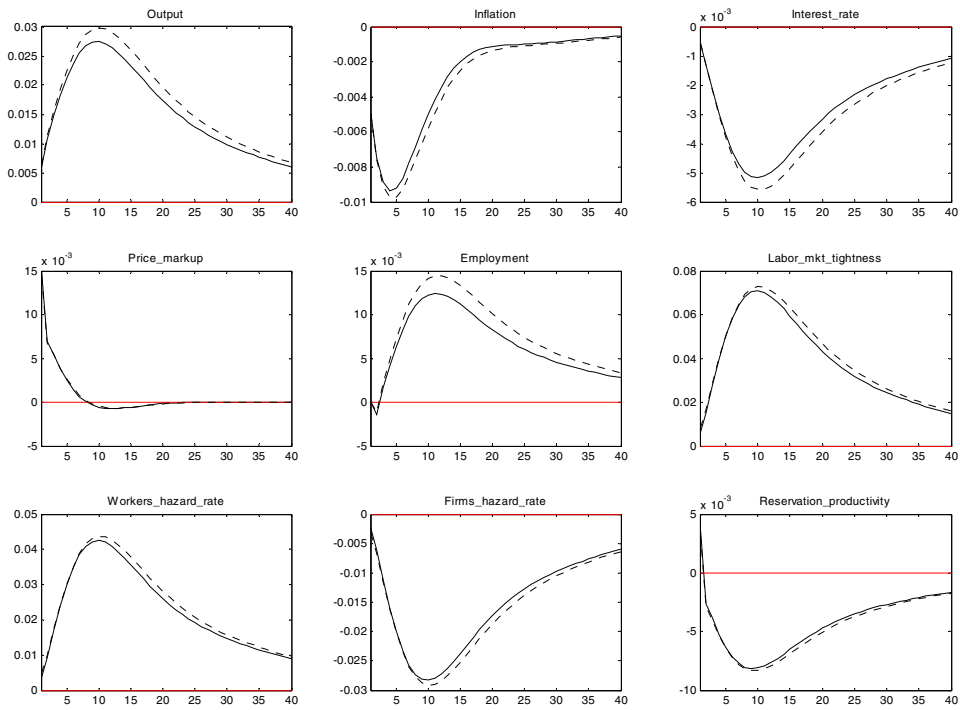 Output
0.03
0.025
0.02
0.015
0.01
0.005
0
5 10 15 20 25 30 35 40
Inflation
0
-0.002
-0.004
-0.006
-0.008
-0.01
5 10 15 20 25 30 35 40
Interest_rate
x 10^-3
0
-1
-2
-3
-4
-5
-6
5 10 15 20 25 30 35 40
Price_markup
x 10^-3
15
10
5
0
-5
5 10 15 20 25 30 35 40
Employment
x 10^-3
15
10
5
0
-5
5 10 15 20 25 30 35 40
Labor_mkt_tightness
0.08
0.06
0.04
0.02
0
5 10 15 20 25 30 35 40
Workers_hazard_rate
0.05
0.04
0.03
0.02
0.01
0
5 10 15 20 25 30 35 40
Firms_hazard_rate
0
-0.005
-0.01
-0.015
-0.02
-0.025
-0.03
5 10 15 20 25 30 35 40
Reservation_productivity
x 10^-3
5
0
-5
-10
5 10 15 20 25 30 35 40